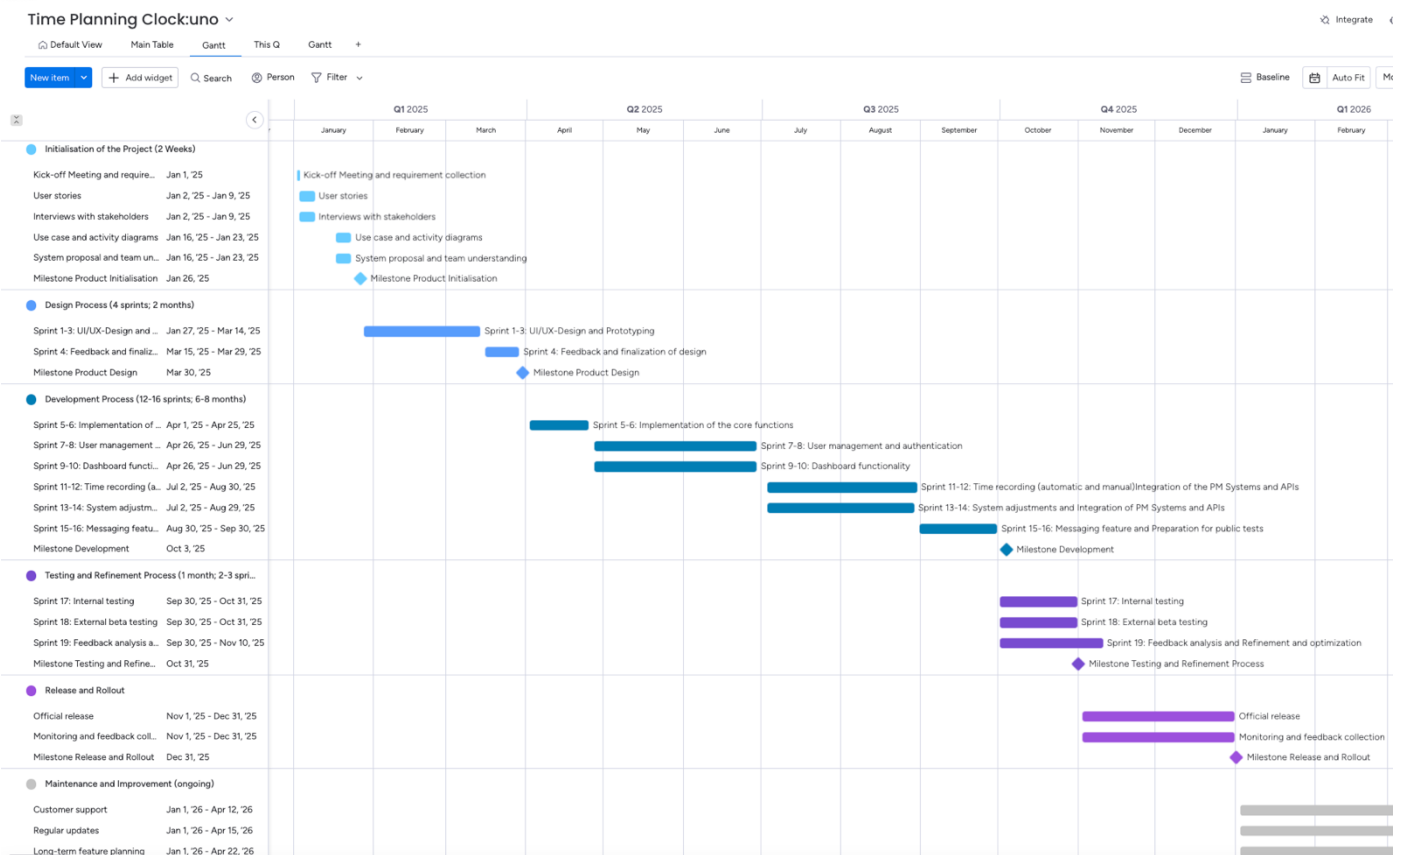 Time Planning Clock:uno
Integrate
Default View Main Table Gantt This Q Gantt +
New item Add widget Search Person Filter Baseline Auto Fit Mo
Q1 2025 Q2 2025 Q3 2025 Q4 2025 Q1 2026
January February March April May June July August September October November December January February
Initialisation of the Project (2 Weeks)
Kick-off Meeting and require... Jan 1, '25 Kick-off Meeting and requirement collection
User stories Jan 2, '25 - Jan 9, '25 User stories
Interviews with stakeholders Jan 2, '25 - Jan 9, '25 Interviews with stakeholders
Use case and activity diagrams Jan 16, '25 - Jan 23, '25 Use case and activity diagrams
System proposal and team un... Jan 16, '25 - Jan 23, '25 System proposal and team understanding
Milestone Product Initialisation Jan 26, '25 Milestone Product Initialisation
Design Process (4 sprints; 2 months)
Sprint 1-3: UI/UX-Design and ... Jan 27, '25 - Mar 14, '25 Sprint 1-3: UI/UX-Design and Prototyping
Sprint 4: Feedback and finaliz... Mar 15, '25 - Mar 29, '25 Sprint 4: Feedback and finalization of design
Milestone Product Design Mar 30, '25 Milestone Product Design
Development Process (12-16 sprints; 6-8 months)
Sprint 5-6: Implementation of ... Apr 1, '25 - Apr 25, '25 Sprint 5-6: Implementation of the core functions
Sprint 7-8: User management ... Apr 26, '25 - Jun 29, '25 Sprint 7-8: User management and authentication
Sprint 9-10: Dashboard functi... Apr 26, '25 - Jun 29, '25 Sprint 9-10: Dashboard functionality
Sprint 11-12: Time recording (a... Jul 2, '25 - Aug 30, '25 Sprint 11-12: Time recording (automatic and manual)Integration of the PM Systems and APIs
Sprint 13-14: System adjustm... Jul 2, '25 - Aug 29, '25 Sprint 13-14: System adjustments and Integration of PM Systems and APIs
Sprint 15-16: Messaging featu... Aug 30, '25 - Sep 30, '25 Sprint 15-16: Messaging feature and Preparation for public tests
Milestone Development Oct 3, '25 Milestone Development
Testing and Refinement Process (1 month; 2-3 spri...
Sprint 17: Internal testing Sep 30, '25 - Oct 31, '25 Sprint 17: Internal testing
Sprint 18: External beta testing Sep 30, '25 - Oct 31, '25 Sprint 18: External beta testing
Sprint 19: Feedback analysis a... Sep 30, '25 - Nov 10, '25 Sprint 19: Feedback analysis and Refinement and optimization
Milestone Testing and Refine... Oct 31, '25 Milestone Testing and Refinement Process
Release and Rollout
Official release Nov 1, '25 - Dec 31, '25 Official release
Monitoring and feedback coll... Nov 1, '25 - Dec 31, '25 Monitoring and feedback collection
Milestone Release and Rollout Dec 31, '25 Milestone Release and Rollout
Maintenance and Improvement (ongoing)
Customer support Jan 1, '26 - Apr 12, '26
Regular updates Jan 1, '26 - Apr 15, '26
Long-term feature planning Jan 1, '26 - Apr 22, '26